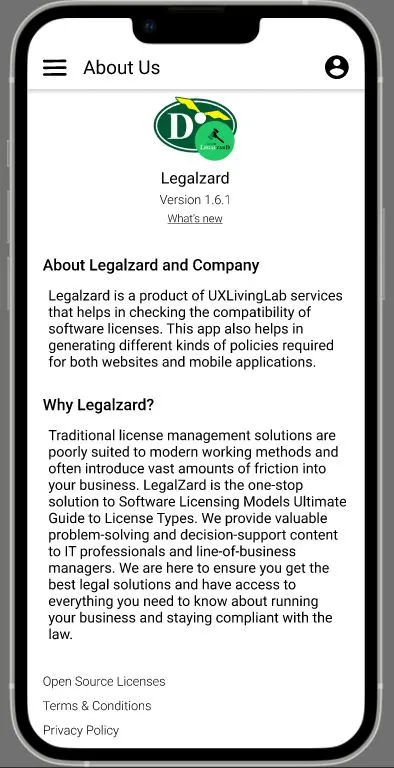 About Us
D
Legalzard
Legalzard
Version 1.6.1
What's new
About Legalzard and Company
Legalzard is a product of UXLivingLab services
that helps in checking the compatibility of
software licenses. This app also helps in
generating different kinds of policies required
for both websites and mobile applications.
Why Legalzard?
Traditional license management solutions are
poorly suited to modern working methods and
often introduce vast amounts of friction into
your business. LegalZard is the one-stop
solution to Software Licensing Models Ultimate
Guide to License Types. We provide valuable
problem-solving and decision-support content
to IT professionals and line-of-business
managers. We are here to ensure you get the
best legal solutions and have access to
everything you need to know about running
your business and staying compliant with the
law.
Open Source Licenses
Terms & Conditions
Privacy Policy